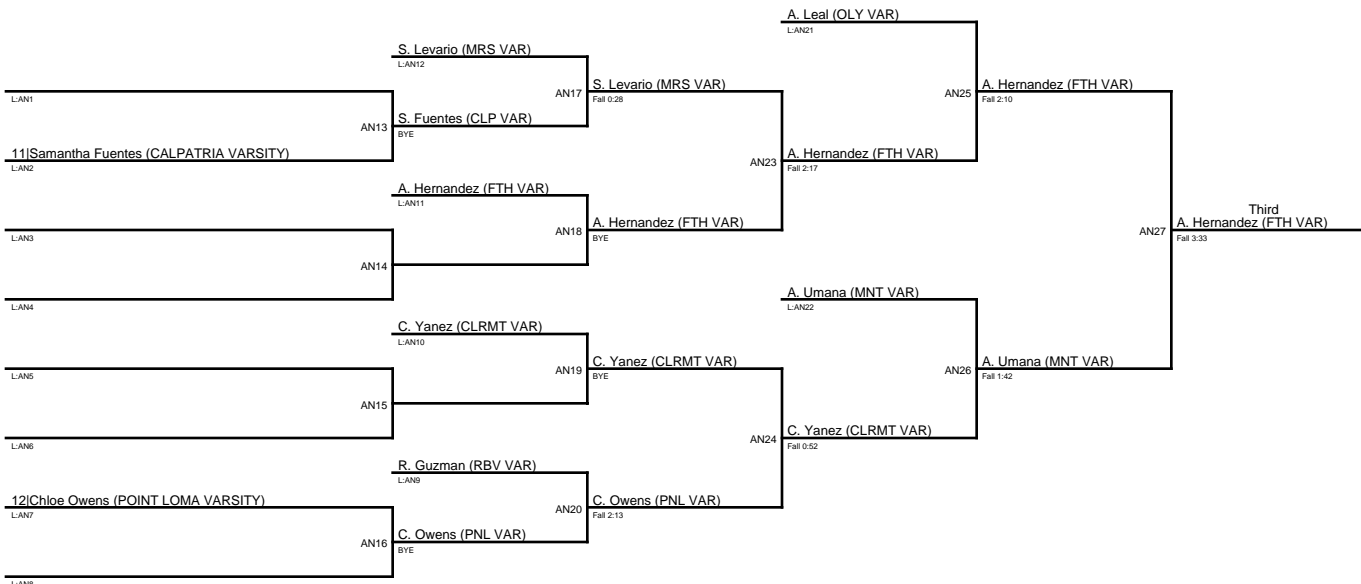 A. Leal (OLY VAR)
L:AN21
S. Levario (MRS VAR)
L:AN12
AN17
S. Levario (MRS VAR)
Fall 0:28
AN25
A. Hernandez (FTH VAR)
Fall 2:10
L:AN1
AN13
S. Fuentes (CLP VAR)
BYE
11|Samantha Fuentes (CALPATRIA VARSITY)
L:AN2
AN23
A. Hernandez (FTH VAR)
Fall 2:17
A. Hernandez (FTH VAR)
L:AN11
Third
L:AN3
AN18
A. Hernandez (FTH VAR)
BYE
AN27
A. Hernandez (FTH VAR)
Fall 3:33
AN14
L:AN4
A. Umana (MNT VAR)
L:AN22
C. Yanez (CLRMT VAR)
L:AN10
L:AN5
AN19
C. Yanez (CLRMT VAR)
BYE
AN26
A. Umana (MNT VAR)
Fall 1:42
AN15
L:AN6
AN24
C. Yanez (CLRMT VAR)
Fall 0:52
R. Guzman (RBV VAR)
L:AN9
12|Chloe Owens (POINT LOMA VARSITY)
L:AN7
AN20
C. Owens (PNL VAR)
Fall 2:13
AN16
C. Owens (PNL VAR)
BYE
L:AN8